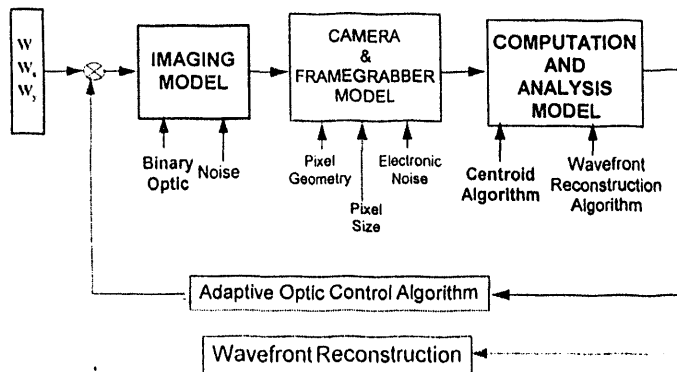 W
Wx
Wy
IMAGING
MODEL
Binary
Optic
Noise
CAMERA
&
FRAMEGRABBER
MODEL
Pixel
Geometry
Pixel
Size
Electronic
Noise
COMPUTATION
AND
ANALYSIS
MODEL
Centroid
Algorithm
Wavefront
Reconstruction
Algorithm
Adaptive Optic Control Algorithm
Wavefront Reconstruction